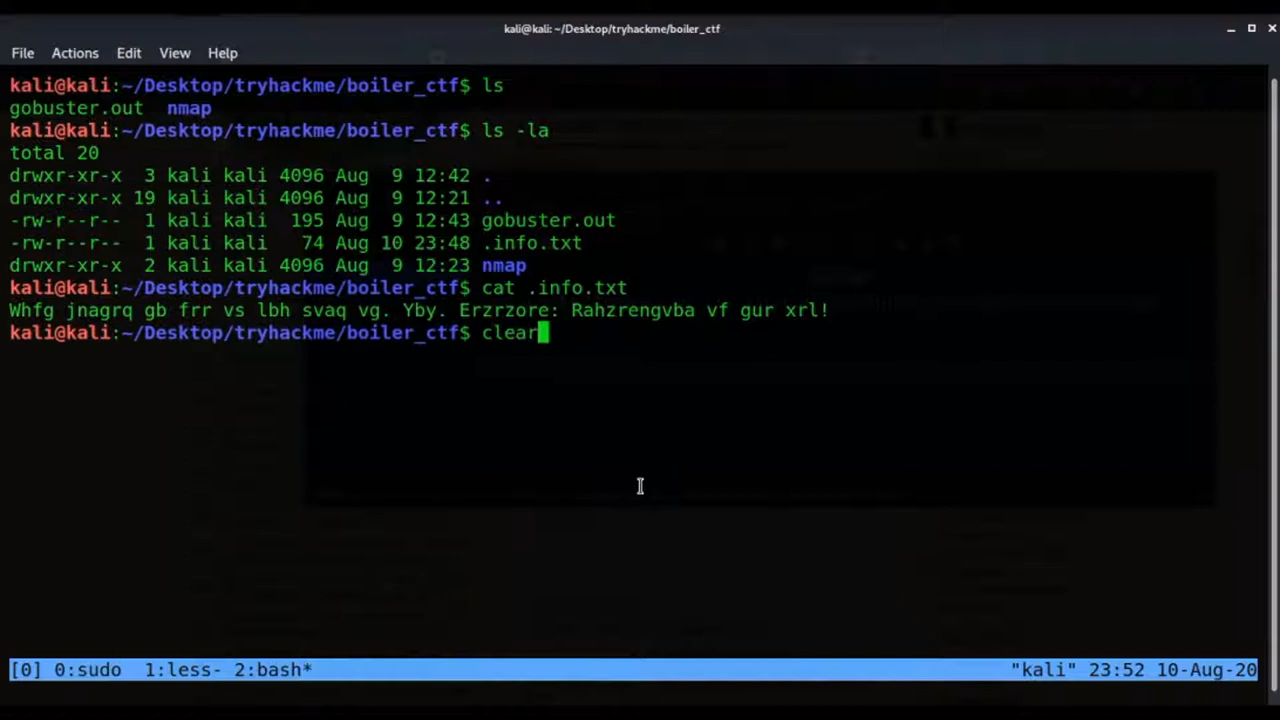 kali@kali: ~/Desktop/tryhackme/boiler_ctf
File Actions Edit View Help
kali@kali:~/Desktop/tryhackme/boiler_ctf$ ls
gobuster.out  nmap
kali@kali:~/Desktop/tryhackme/boiler_ctf$ ls -la
total 20
drwxr-xr-x  3 kali kali 4096 Aug  9 12:42 .
drwxr-xr-x 19 kali kali 4096 Aug  9 12:21 ..
-rw-r--r--  1 kali kali  195 Aug  9 12:43 gobuster.out
-rw-r--r--  1 kali kali   74 Aug 10 23:48 .info.txt
drwxr-xr-x  2 kali kali 4096 Aug  9 12:23 nmap
kali@kali:~/Desktop/tryhackme/boiler_ctf$ cat .info.txt
Whfg jnagrq gb frr vs lbh svaq vg. Yby. Erzrzore: Rahzrengvba vf gur xrl!
kali@kali:~/Desktop/tryhackme/boiler_ctf$ clear
[0] 0:sudo  1:less- 2:bash* "kali" 23:52 10-Aug-20